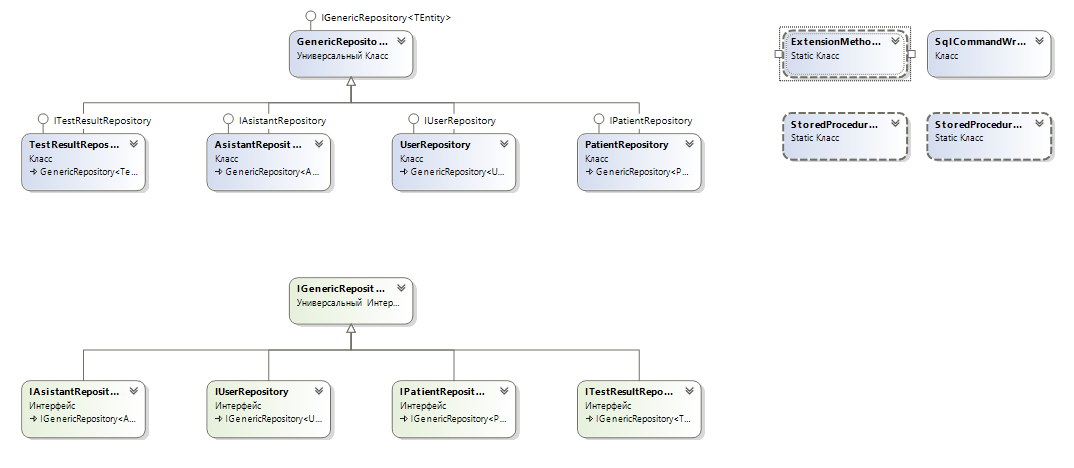 IGenericRepository<TEntity>
GenericReposito ...
Универсальный Класс
ExtensionMetho...
Static Класс
SqlCommandWr...
Класс
ITestResultRepository
IAsistantRepository
IUserRepository
IPatientRepository
TestResultRepos...
Класс
GenericRepository<Te...
AsistantReposit ...
Класс
GenericRepository<A...
UserRepository
Класс
GenericRepository<U...
PatientRepository
Класс
GenericRepository<P...
StoredProcedur...
Static Класс
StoredProcedur...
Static Класс
IGenericReposit ...
Универсальный Интер...
IAsistantReposit...
Интерфейс
IGenericRepository<A...
IUserRepository
Интерфейс
IGenericRepository<U...
IPatientReposit...
Интерфейс
IGenericRepository<P...
ITestResultRepo...
Интерфейс
IGenericRepository<T...